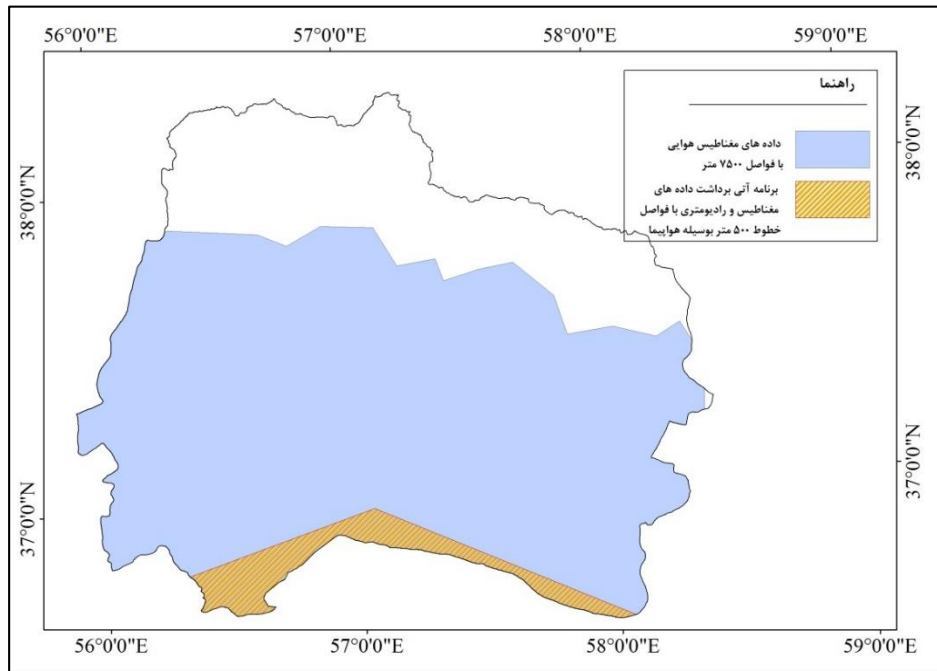 56°0'0"E 57°0'0"E 58°0'0"E 59°0'0"E
راهنما
داده های مغناطیس هوایی
با فواصل ۷۵۰۰ متر
برنامه آتی برداشت داده های
مغناطیس و رادیومتری با فواصل
خطوط ۵۰۰ متر بوسیله هواپیما
38°0'0"N
38°0'0"N
37°0'0"N
37°0'0"N
56°0'0"E 57°0'0"E 58°0'0"E 59°0'0"E